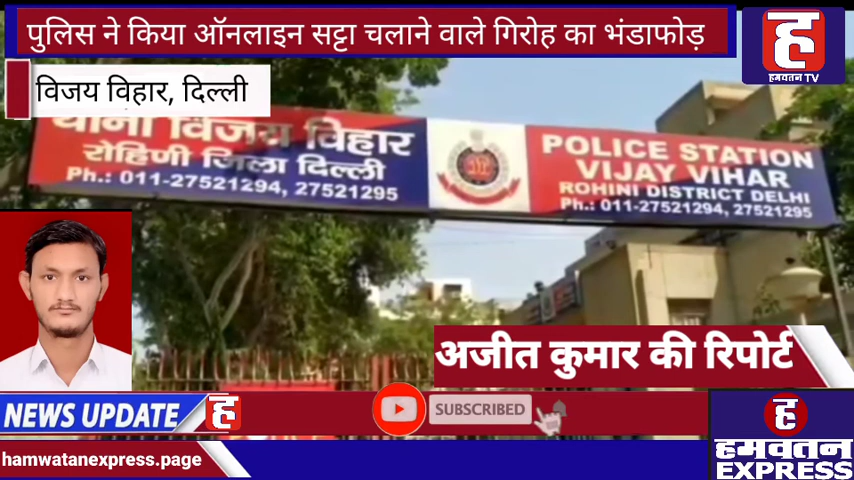 पुलिस ने किया ऑनलाइन सट्टा चलाने वाले गिरोह का भंडाफोड़
ह
हमवतन TV
विजय विहार, दिल्ली
थाना विजय विहार
रोहिणी जिला दिल्ली
Ph.: 011-27521294, 27521295
POLICE STATION
VIJAY VIHAR
ROHINI DISTRICT DELHI
Ph.: 011-27521294, 27521295
अजीत कुमार की रिपोर्ट
NEWS UPDATE
ह
SUBSCRIBED
ह
हमवतन
EXPRESS
hamwatanexpress.page